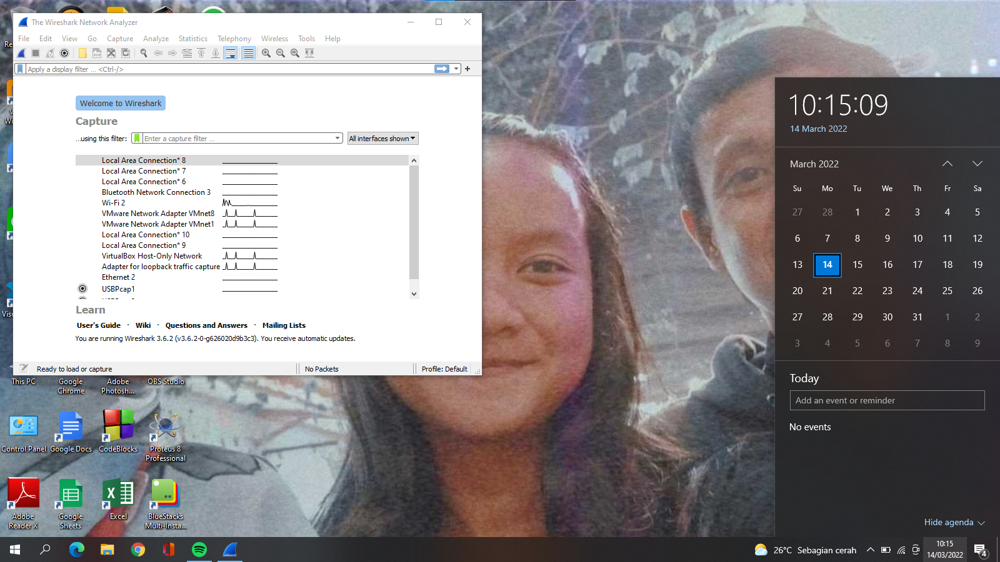 The Wireshark Network Analyzer
File Edit View Go Capture Analyze Statistics Telephony Wireless Tools Help
Apply a display filter ... <Ctrl-/>
Welcome to Wireshark
Capture
...using this filter: Enter a capture filter ... All interfaces shown
Local Area Connection* 8
Local Area Connection* 7
Local Area Connection* 6
Bluetooth Network Connection 3
Wi-Fi 2
VMware Network Adapter VMnet8
VMware Network Adapter VMnet1
Local Area Connection* 10
Local Area Connection* 9
VirtualBox Host-Only Network
Adapter for loopback traffic capture
Ethernet 2
USBPcap1
Learn
User's Guide · Wiki · Questions and Answers · Mailing Lists
You are running Wireshark 3.6.2 (v3.6.2-0-g626020d9b3c3). You receive automatic updates.
Ready to load or capture No Packets Profile: Default
This PC
Google Chrome
Adobe Photosh...
OBS Studio
Control Panel
Google Docs
CodeBlocks
Proteus 8 Professional
Adobe Reader X
Google Sheets
Excel
BlueStacks Multi-Insta...
10:15:09
14 March 2022
March 2022
Su Mo Tu We Th Fr Sa
27 28 1 2 3 4 5
6 7 8 9 10 11 12
13 14 15 16 17 18 19
20 21 22 23 24 25 26
27 28 29 30 31 1 2
3 4 5 6 7 8 9
Today
Add an event or reminder
No events
Hide agenda
26°C Sebagian cerah
10:15
14/03/2022
4